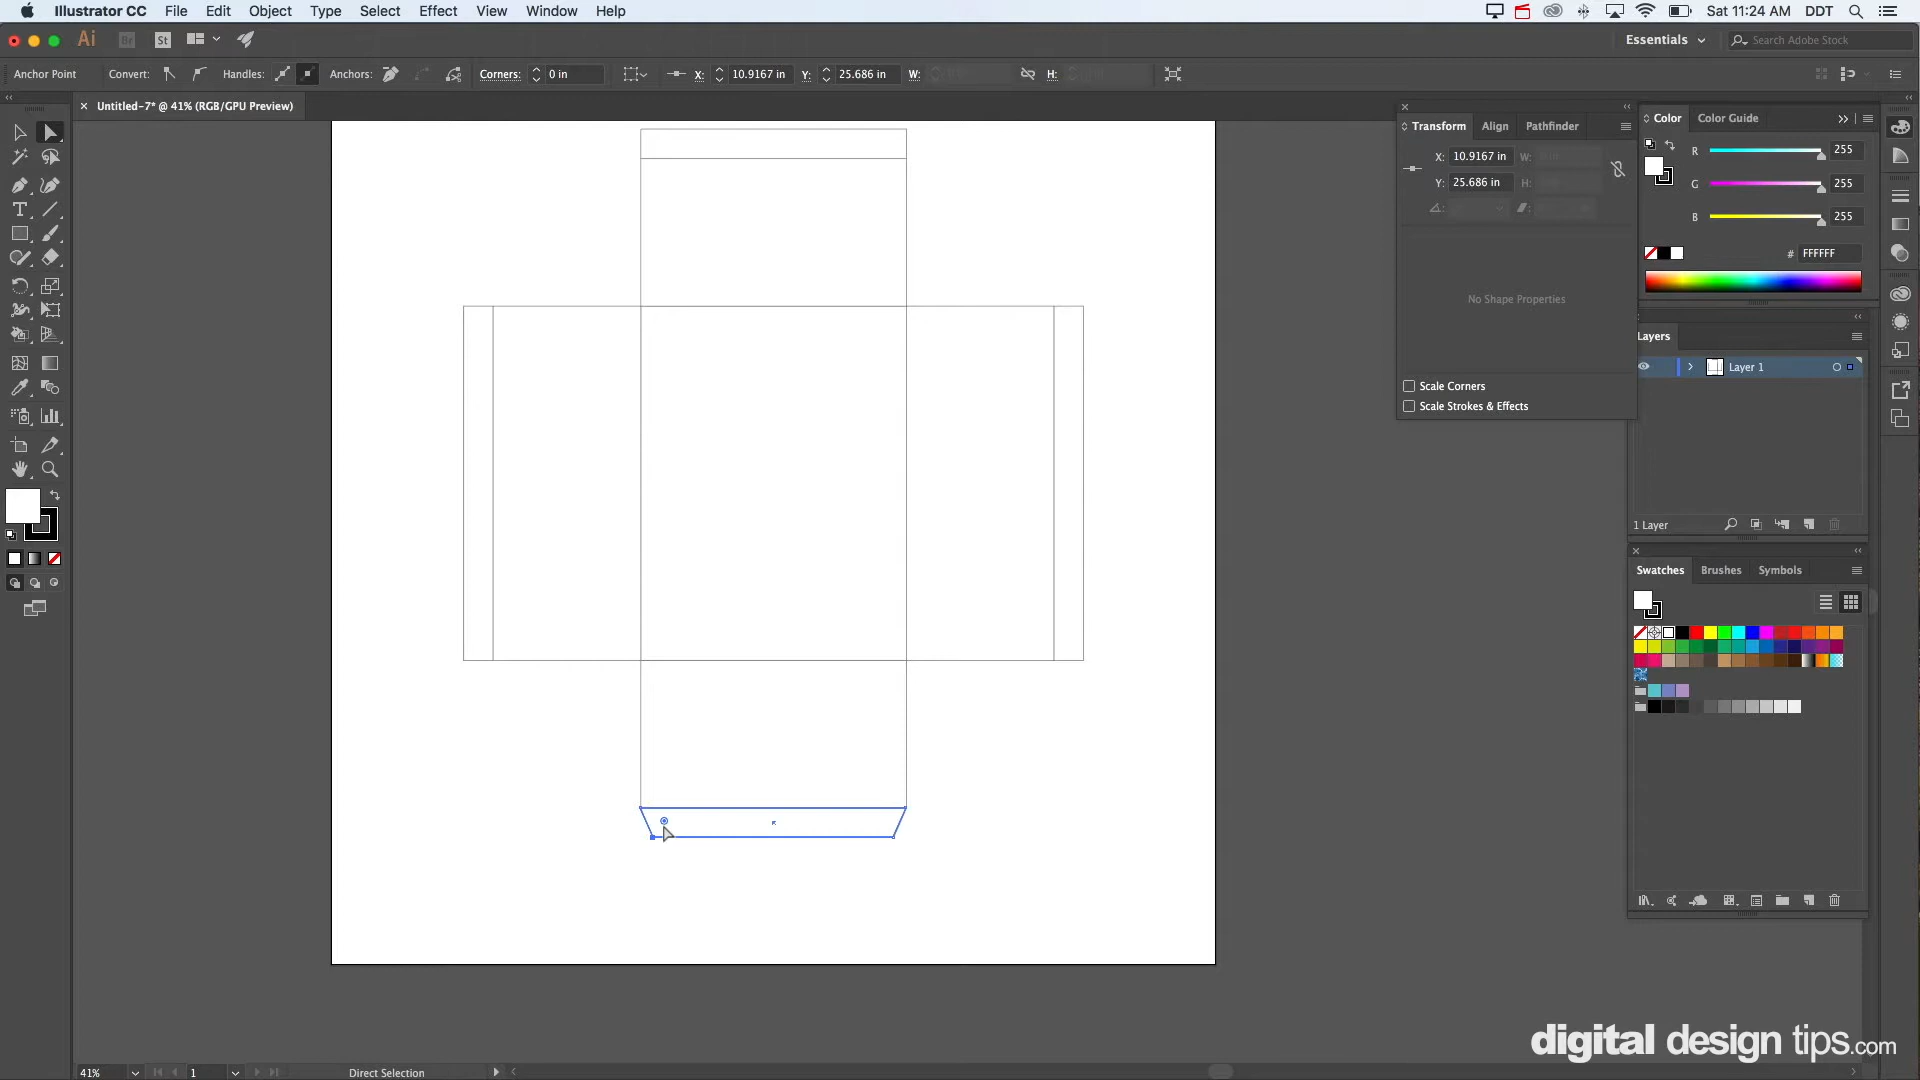 Illustrator CC File Edit Object Type Select Effect View Window Help Sat 11:24 AM DDT
Ai Br St Essentials Search Adobe Stock
Anchor Point Convert: Handles: Anchors: Corners: 0 in X: 10.9167 in Y: 25.686 in W: H:
Untitled-7* @ 41% (RGB/GPU Preview)
Transform Align Pathfinder
X: 10.9167 in W:
Y: 25.686 in H:
No Shape Properties
Scale Corners
Scale Strokes & Effects
Color Color Guide
R 255
G 255
B 255
# FFFFFF
Layers
Layer 1
1 Layer
Swatches Brushes Symbols
digital design tips.com
41% 1 Direct Selection